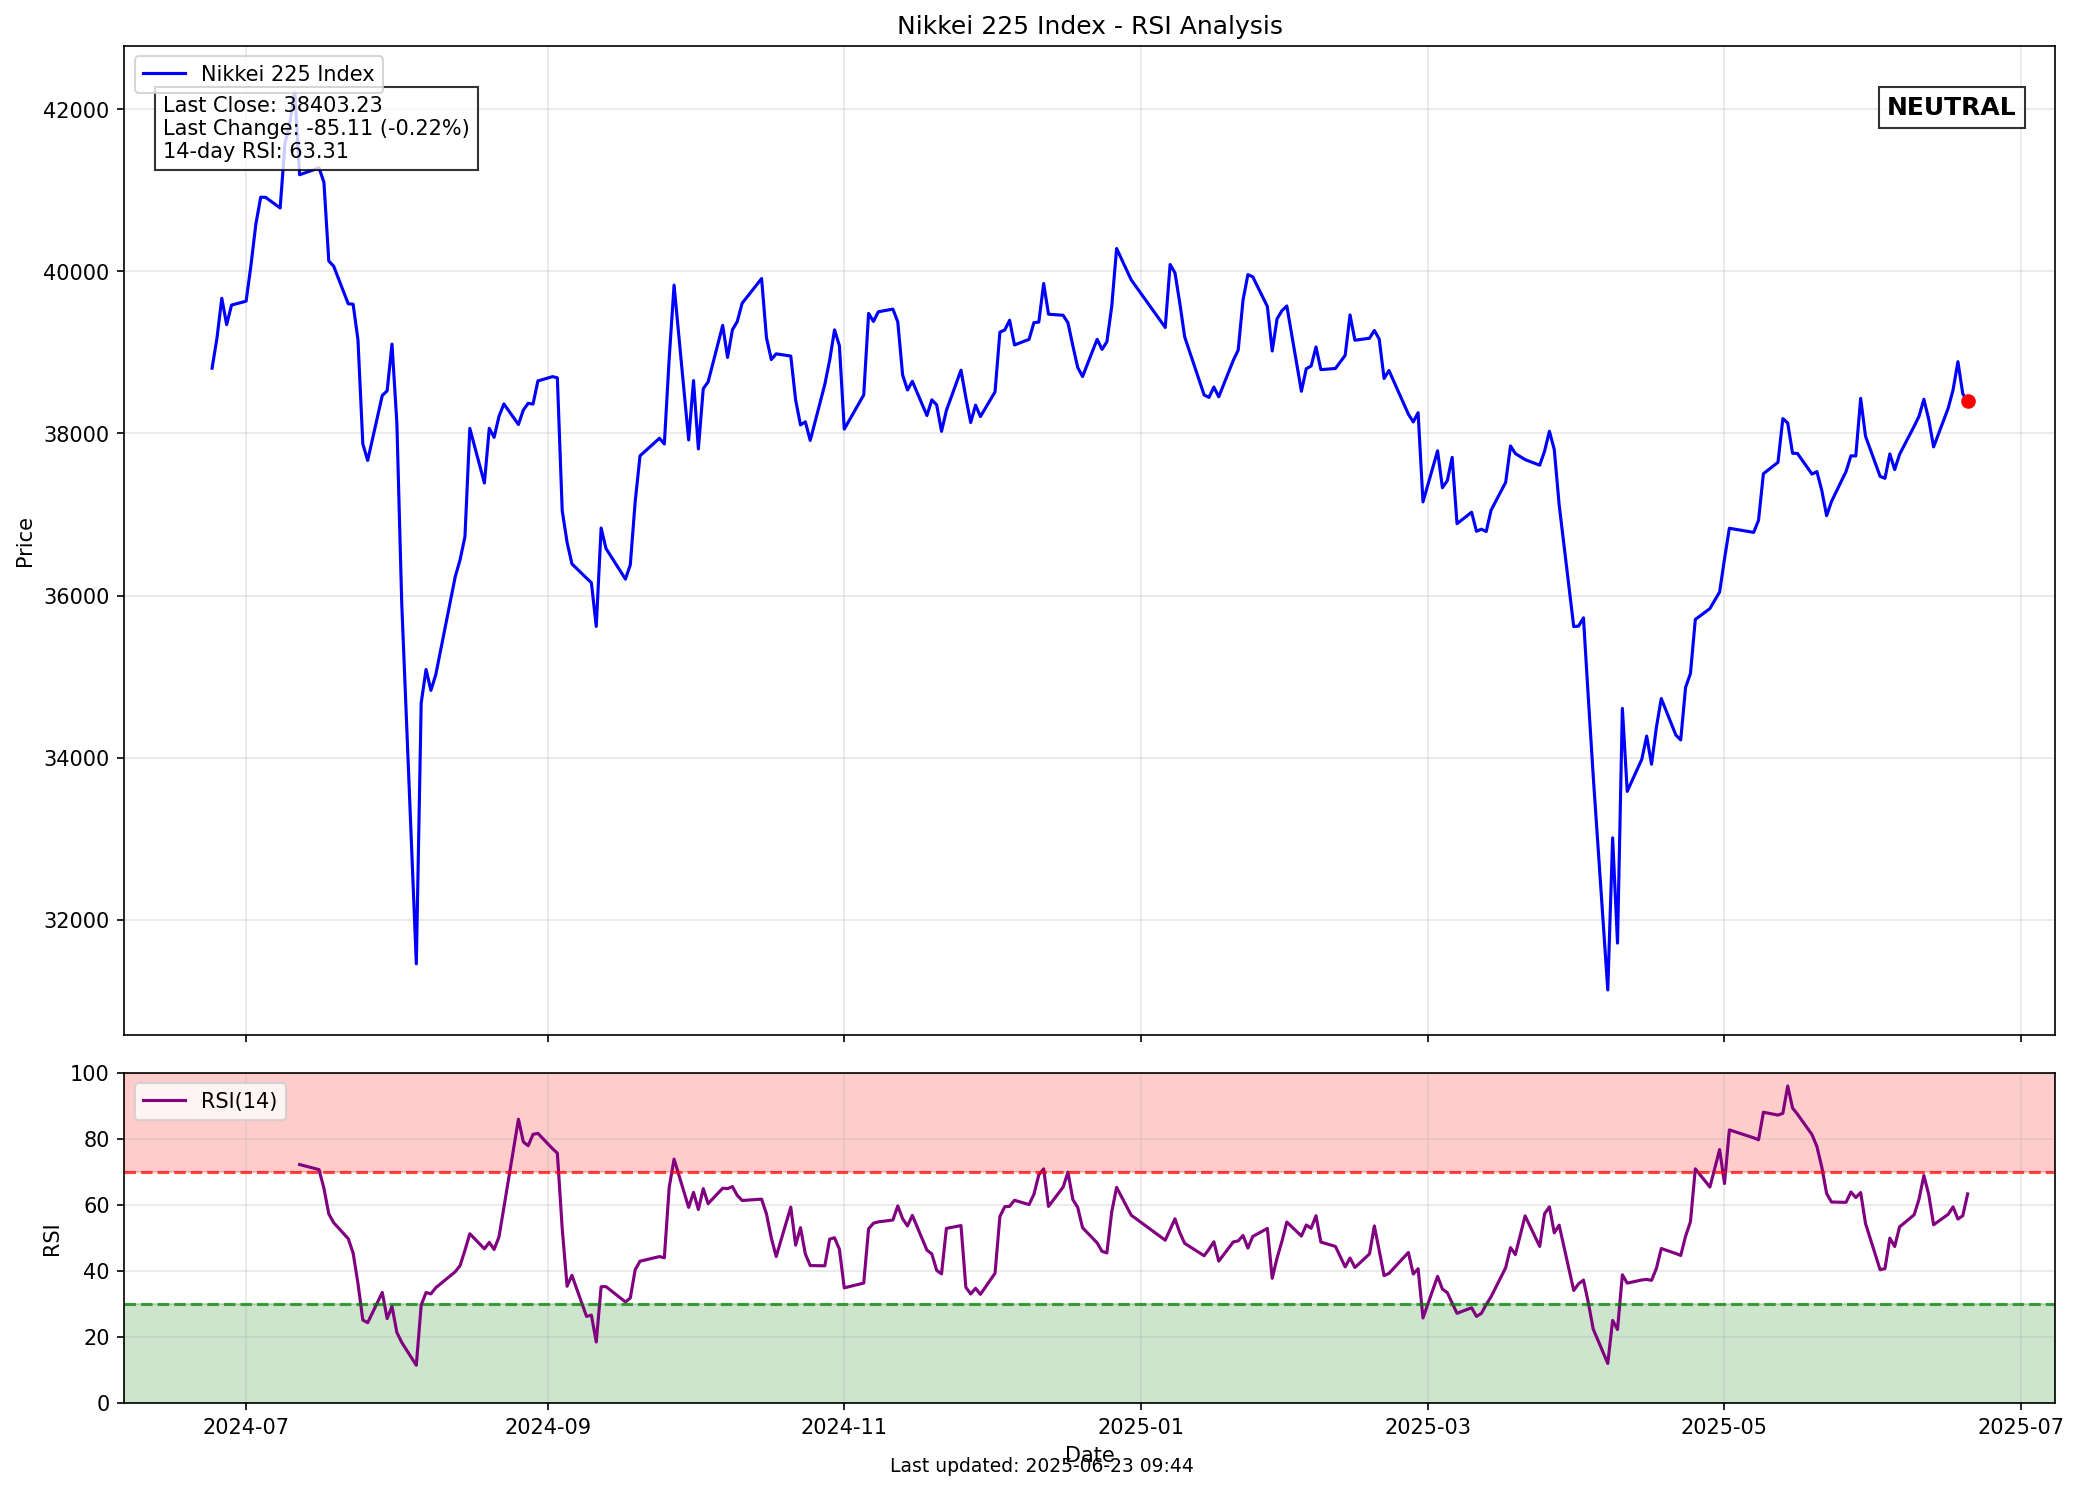 Nikkei 225 Index - RSI Analysis
Nikkei 225 Index
Last Close: 38403.23
Last Change: -85.11 (-0.22%)
14-day RSI: 63.31
NEUTRAL
42000
40000
38000
36000
34000
32000
Price
RSI(14)
100
80
60
40
20
0
RSI
2024-07
2024-09
2024-11
2025-01
2025-03
2025-05
2025-07
Date
Last updated: 2025-06-23 09:44